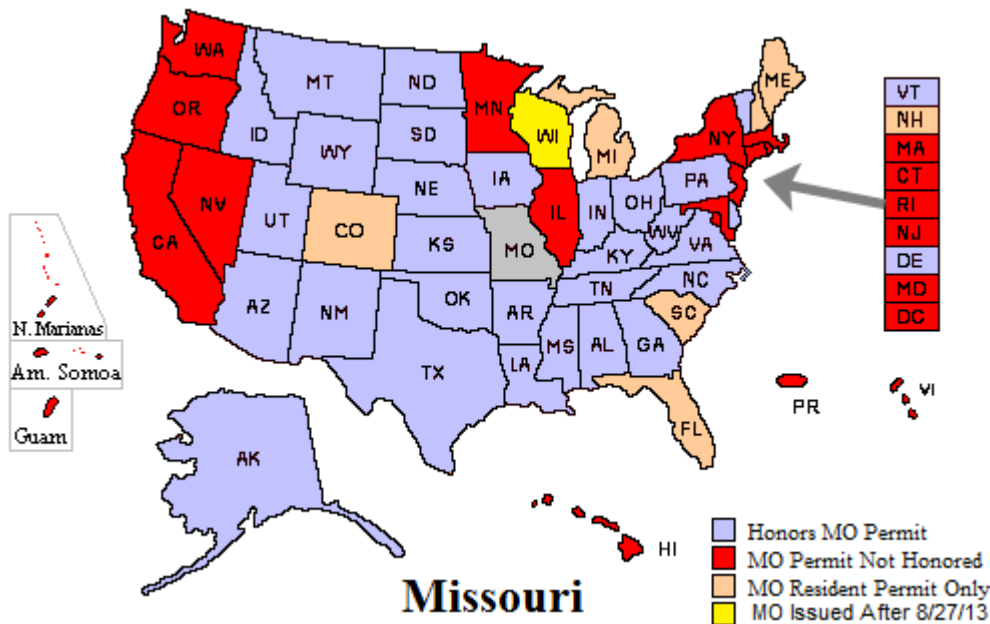 WA
MT
ND
MN
ME
OR
ID
SD
WI
WY
MI
NY
VT
NH
MA
CT
RI
NJ
DE
MD
DC
NV
UT
CO
NE
IA
IL
IN
OH
PA
CA
KS
MO
KY
WV
VA
AZ
NM
OK
AR
TN
NC
SC
TX
LA
MS
AL
GA
FL
N. Marianas
Am. Somoa
Guam
PR
VI
AK
HI
Honors MO Permit
MO Permit Not Honored
MO Resident Permit Only
MO Issued After 8/27/13
Missouri